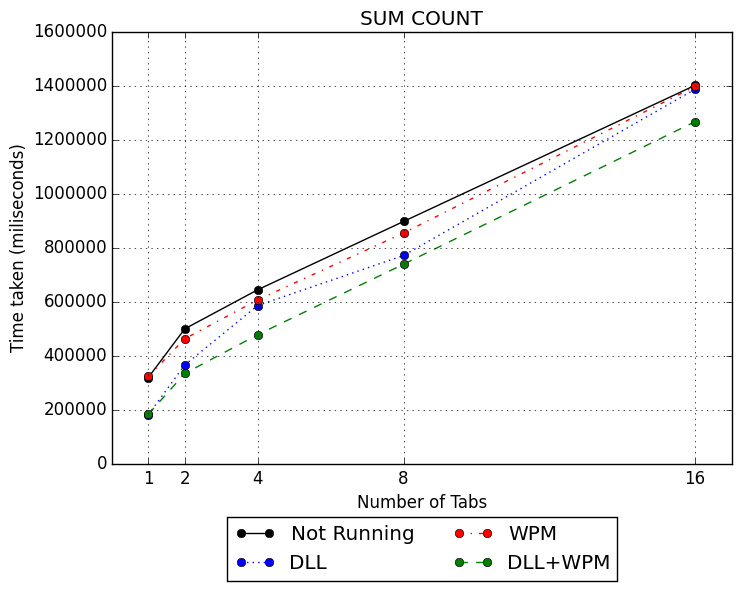 SUM COUNT
1600000
1400000
1200000
1000000
800000
600000
400000
200000
0
Time taken (miliseconds)
1 2 4 8 16
Number of Tabs
Not Running WPM
DLL DLL+WPM